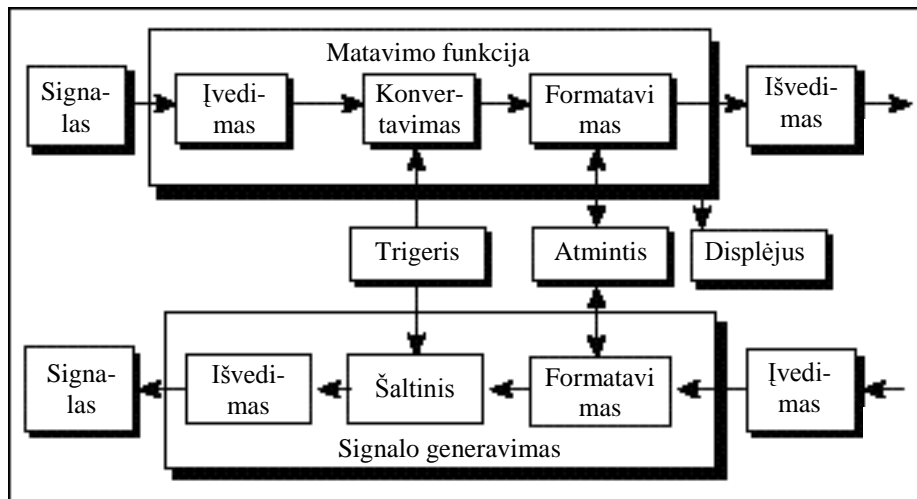 Matavimo funkcija
Signa-
las
Įvedi-
mas
Konver-
tavimas
Formatavi
mas
Išvedi-
mas
Trigeris
Atmintis
Displėjus
Signa-
las
Išvedi-
mas
Šaltinis
Formatavi
mas
Įvedi-
mas
Signalo generavimas